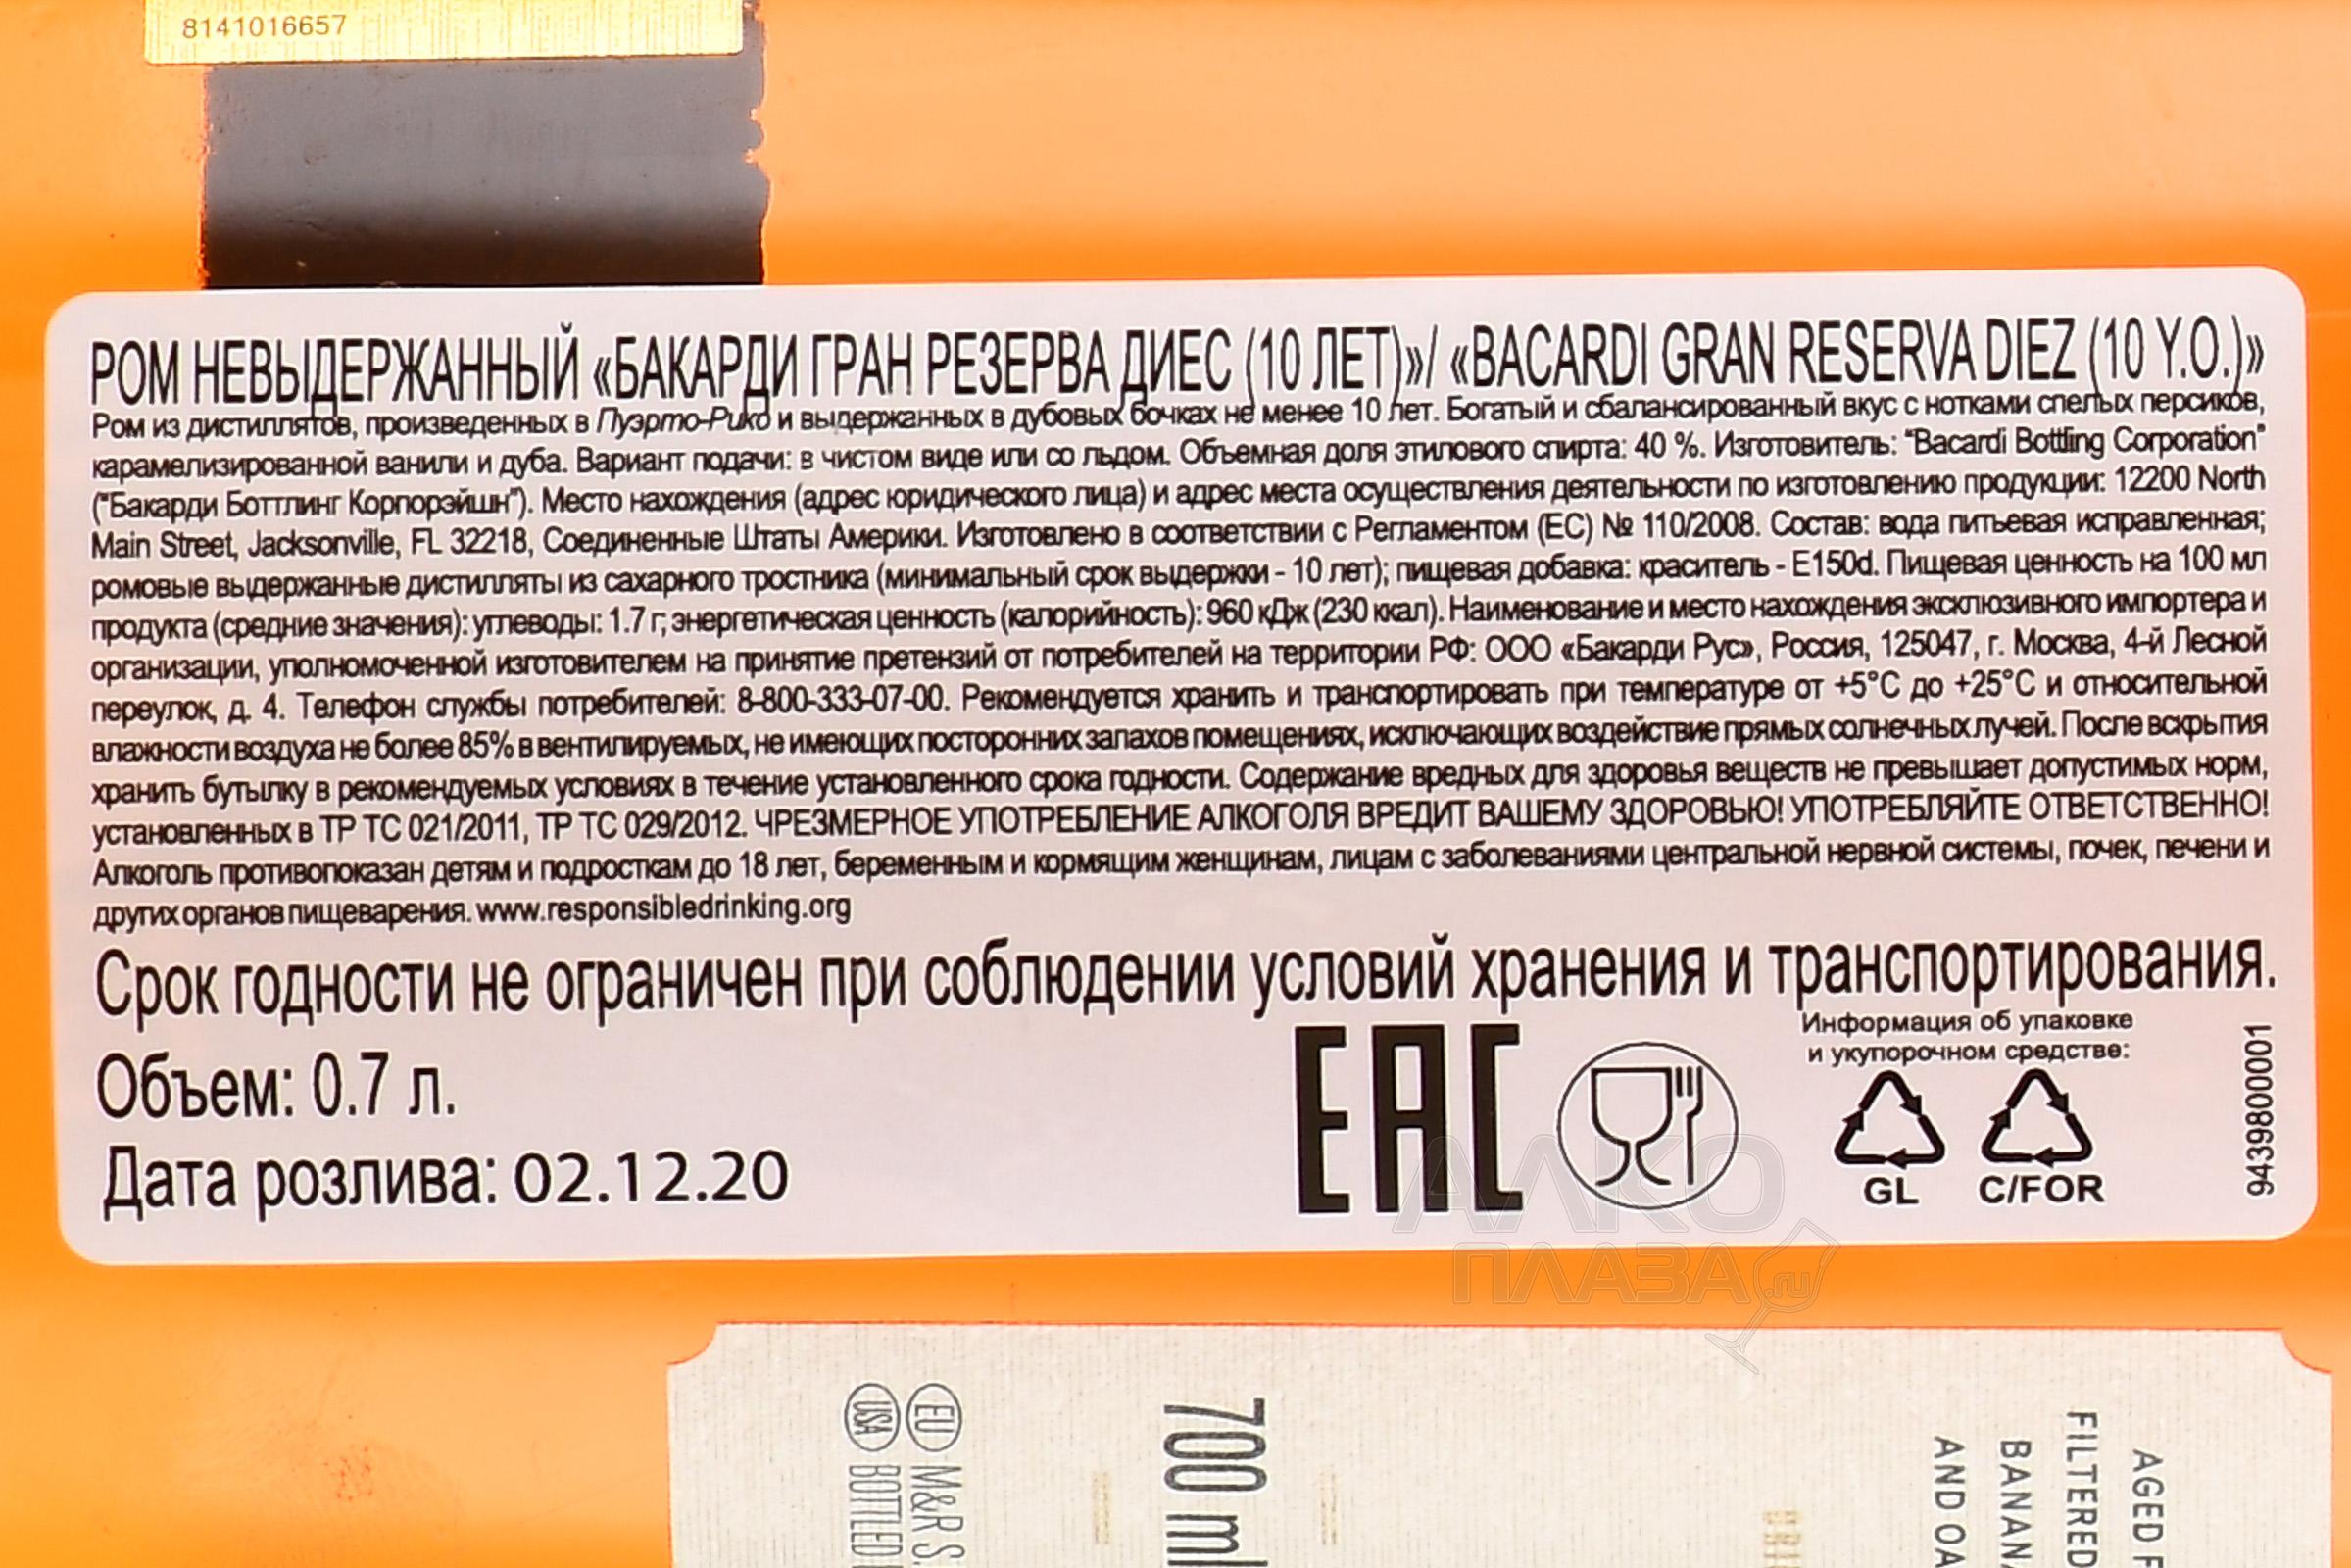 8141016657
РОМ НЕВЫДЕРЖАННЫЙ «БАКАРДИ ГРАН РЕЗЕРВА ДИЕС (10 ЛЕТ)»/ «BACARDI GRAN RESERVA DIEZ (10 Y.O.)»
Ром из дистиллятов, произведенных в Пуэрто-Рико и выдержанных в дубовых бочках не менее 10 лет. Богатый и сбалансированный вкус с нотками спелых персиков,
карамелизированной ванили и дуба. Вариант подачи: в чистом виде или со льдом. Объемная доля этилового спирта: 40 %. Изготовитель: “Bacardi Bottling Corporation”
(“Бакарди Боттлинг Корпорэйшн”). Место нахождения (адрес юридического лица) и адрес места осуществления деятельности по изготовлению продукции: 12200 North
Main Street, Jacksonville, FL 32218, Соединенные Штаты Америки. Изготовлено в соответствии с Регламентом (ЕС) № 110/2008. Состав: вода питьевая исправленная;
ромовые выдержанные дистилляты из сахарного тростника (минимальный срок выдержки - 10 лет); пищевая добавка: краситель - Е150d. Пищевая ценность на 100 мл
продукта (средние значения): углеводы: 1.7 г; энергетическая ценность (калорийность): 960 кДж (230 ккал). Наименование и место нахождения эксклюзивного импортера и
организации, уполномоченной изготовителем на принятие претензий от потребителей на территории РФ: ООО «Бакарди Рус», Россия, 125047, г. Москва, 4-й Лесной
переулок, д. 4. Телефон службы потребителей: 8-800-333-07-00. Рекомендуется хранить и транспортировать при температуре от +5°С до +25°С и относительной
влажности воздуха не более 85% в вентилируемых, не имеющих посторонних запахов помещениях, исключающих воздействие прямых солнечных лучей. После вскрытия
хранить бутылку в рекомендуемых условиях в течение установленного срока годности. Содержание вредных для здоровья веществ не превышает допустимых норм,
установленных в ТР ТС 021/2011, ТР ТС 029/2012. ЧРЕЗМЕРНОЕ УПОТРЕБЛЕНИЕ АЛКОГОЛЯ ВРЕДИТ ВАШЕМУ ЗДОРОВЬЮ! УПОТРЕБЛЯЙТЕ ОТВЕТСТВЕННО!
Алкоголь противопоказан детям и подросткам до 18 лет, беременным и кормящим женщинам, лицам с заболеваниями центральной нервной системы, почек, печени и
других органов пищеварения. www.responsibledrinking.org
Срок годности не ограничен при соблюдении условий хранения и транспортирования.
Объем: 0.7 л.
Дата розлива: 02.12.20
ЕАС
Информация об упаковке
и укупорочном средстве:
GL
C/FOR
9439800001
АЛКО
ПЛАЗА.ru
AGED
FILTERED
BANANA
AND
700 ml
EU M&R S.
USA BOTTLED